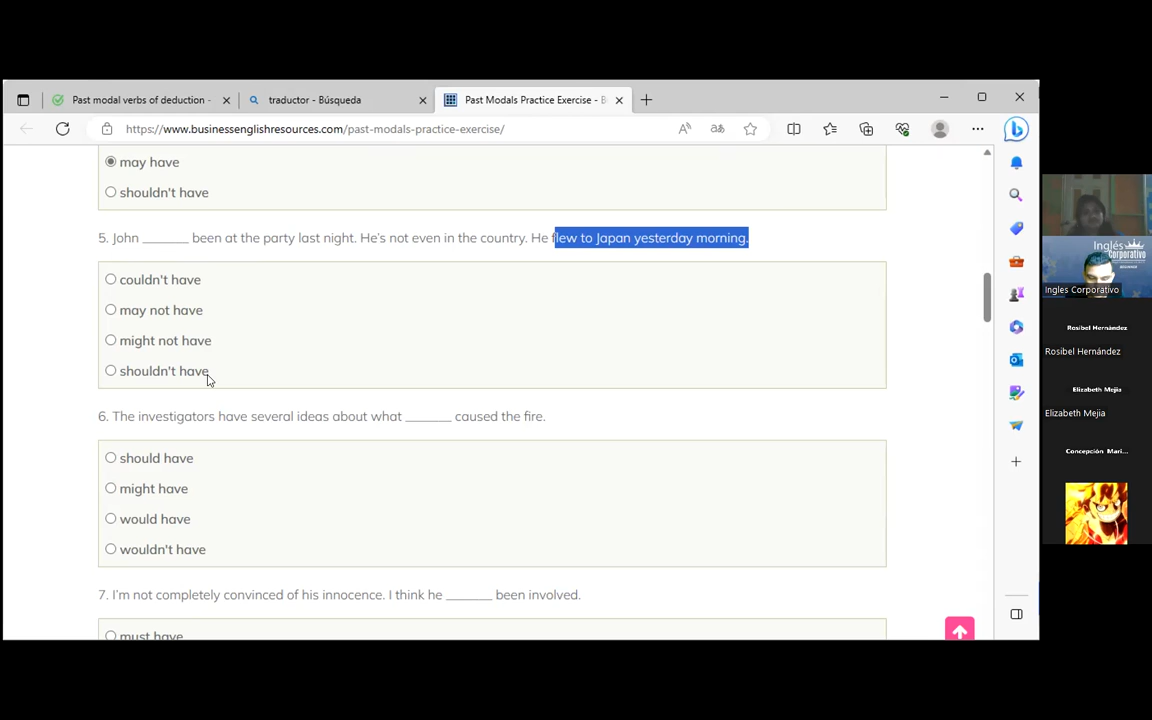 Past modal verbs of deduction -
traductor - Búsqueda
Past Modals Practice Exercise - B
https://www.businessenglishresources.com/past-modals-practice-exercise/
may have
shouldn't have
5. John _______ been at the party last night. He's not even in the country. He flew to Japan yesterday morning.
couldn't have
may not have
might not have
shouldn't have
6. The investigators have several ideas about what _______ caused the fire.
should have
might have
would have
wouldn't have
7. I'm not completely convinced of his innocence. I think he _______ been involved.
must have
Inglés
Corporativo
Ingles Corporativo
Rosibel Hernández
Rosibel Hernández
Elizabeth Mejia
Elizabeth Mejia
Concepción Mari...